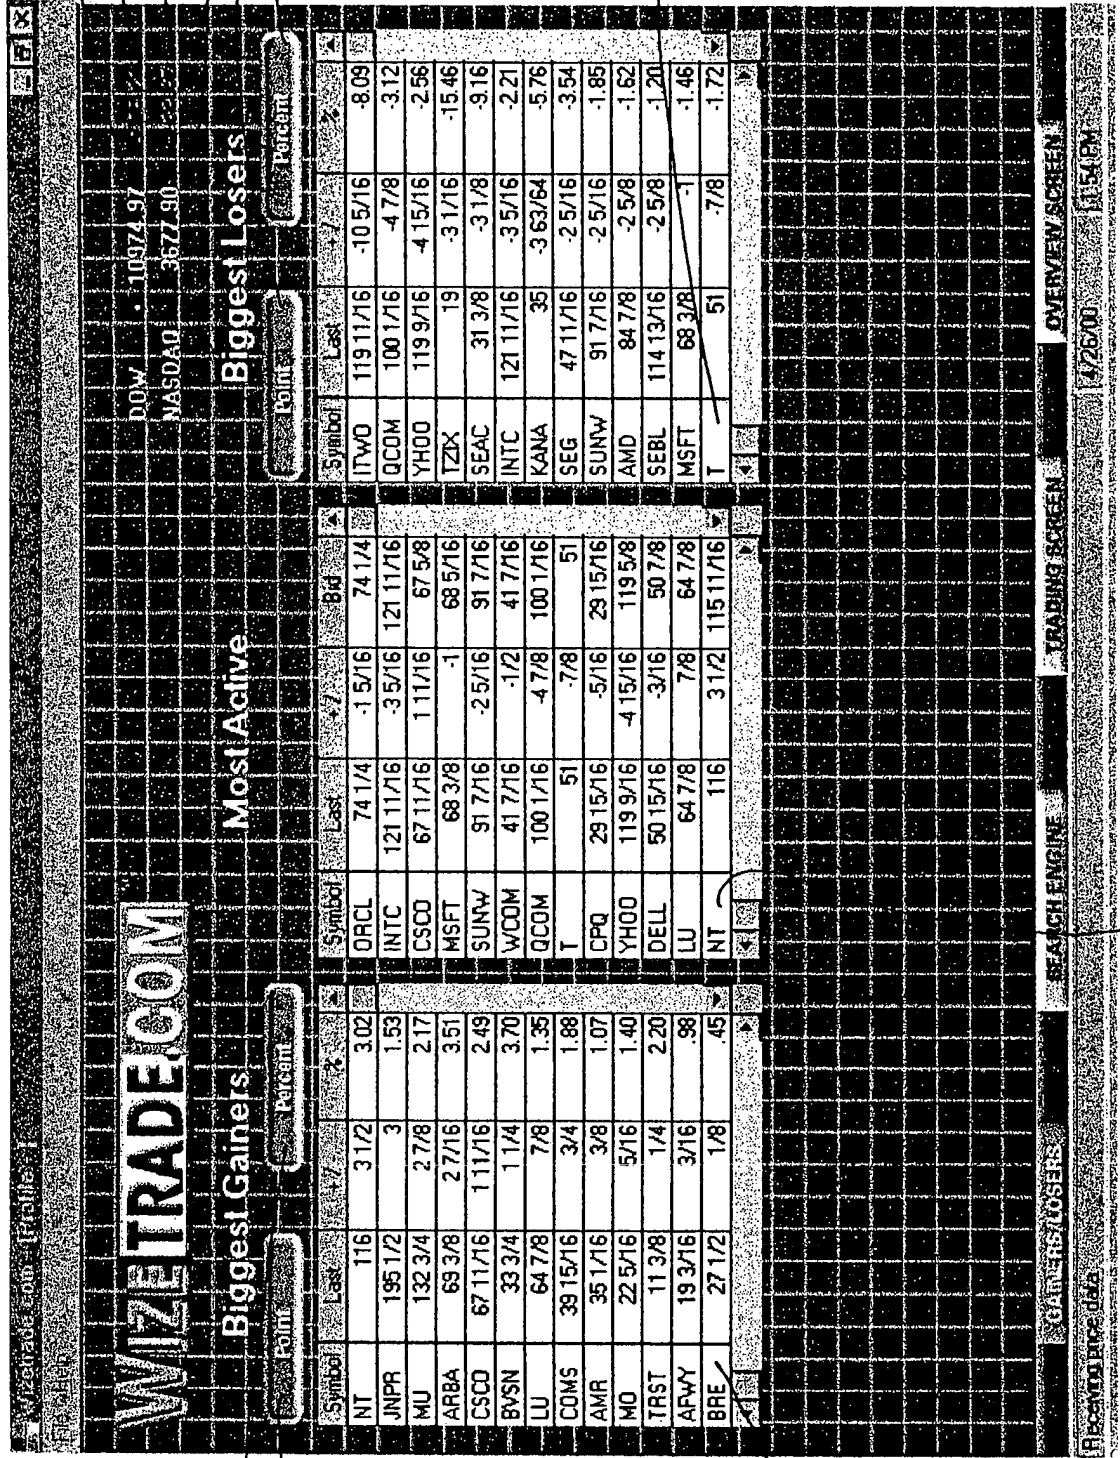 File Help
WIZETRADE.COM
DOW . 10974.97
NASDAQ . 3677.90
Biggest Gainers
Point Percent
Symbol Last +/- %
NT 116 3 1/2 3.02
JNPR 195 1/2 3 1.53
MU 132 3/4 2 7/8 2.17
ARBA 69 3/8 2 7/16 3.51
CSCO 67 11/16 1 11/16 2.49
BVSN 33 3/4 1 1/4 3.70
LU 64 7/8 7/8 1.35
COMS 39 15/16 3/4 1.88
AMR 35 1/16 3/8 1.07
MO 22 5/16 5/16 1.40
TRST 11 3/8 1/4 2.20
AFWY 19 3/16 3/16 .98
BRE 27 1/2 1/8 .45
Most Active
Symbol Last +/- Bid
ORCL 74 1/4 -1 5/16 74 1/4
INTC 121 11/16 -3 5/16 121 11/16
CSCO 67 11/16 1 11/16 67 5/8
MSFT 68 3/8 -1 68 5/16
SUNW 91 7/16 -2 5/16 91 7/16
WCOM 41 7/16 -1/2 41 7/16
QCOM 100 1/16 -4 7/8 100 1/16
T 51 -7/8 51
CPQ 29 15/16 -5/16 29 15/16
YHOO 119 9/16 -4 15/16 119 5/8
DELL 50 15/16 -3/16 50 7/8
LU 64 7/8 7/8 64 7/8
NT 116 3 1/2 115 11/16
Biggest Losers
Point Percent
Symbol Last +/- %
ITWO 119 11/16 -10 5/16 -8.09
QCOM 100 1/16 -4 7/8 -3.12
YHOO 119 9/16 -4 15/16 -2.56
TZIX 19 -3 1/16 -15.46
SEAC 31 3/8 -3 1/8 -9.16
INTC 121 11/16 -3 5/16 -2.21
KANA 35 -3 63/64 -5.76
SEG 47 11/16 -2 5/16 -3.54
SUNW 91 7/16 -2 5/16 -1.85
AMD 84 7/8 -2 5/8 -1.62
SEBL 114 13/16 -2 5/8 -1.20
MSFT 68 3/8 -1 -1.46
T 51 -7/8 -1.72
GAINERS/LOSERS SEARCH ENGINE TRADING SCREEN OVERVIEW SCREEN
Receiving price data 4/26/00 1:54 PM